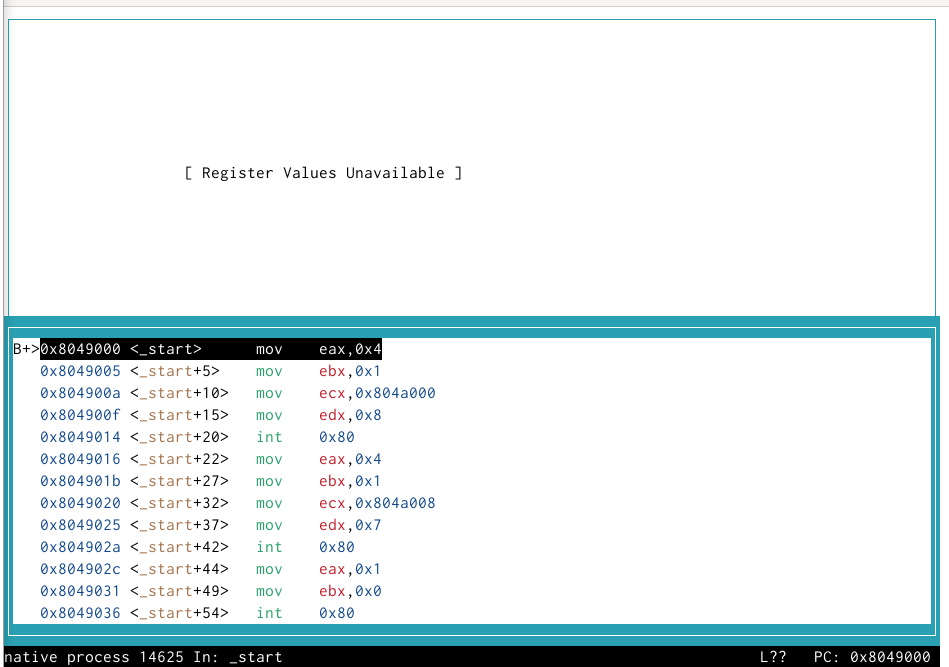 [ Register Values Unavailable ]
B+>0x8049000 <_start>      mov    eax,0x4
0x8049005 <_start+5>    mov    ebx,0x1
0x804900a <_start+10>   mov    ecx,0x804a000
0x804900f <_start+15>   mov    edx,0x8
0x8049014 <_start+20>   int    0x80
0x8049016 <_start+22>   mov    eax,0x4
0x804901b <_start+27>   mov    ebx,0x1
0x8049020 <_start+32>   mov    ecx,0x804a008
0x8049025 <_start+37>   mov    edx,0x7
0x804902a <_start+42>   int    0x80
0x804902c <_start+44>   mov    eax,0x1
0x8049031 <_start+49>   mov    ebx,0x0
0x8049036 <_start+54>   int    0x80
native process 14625 In: _start    L??   PC: 0x8049000